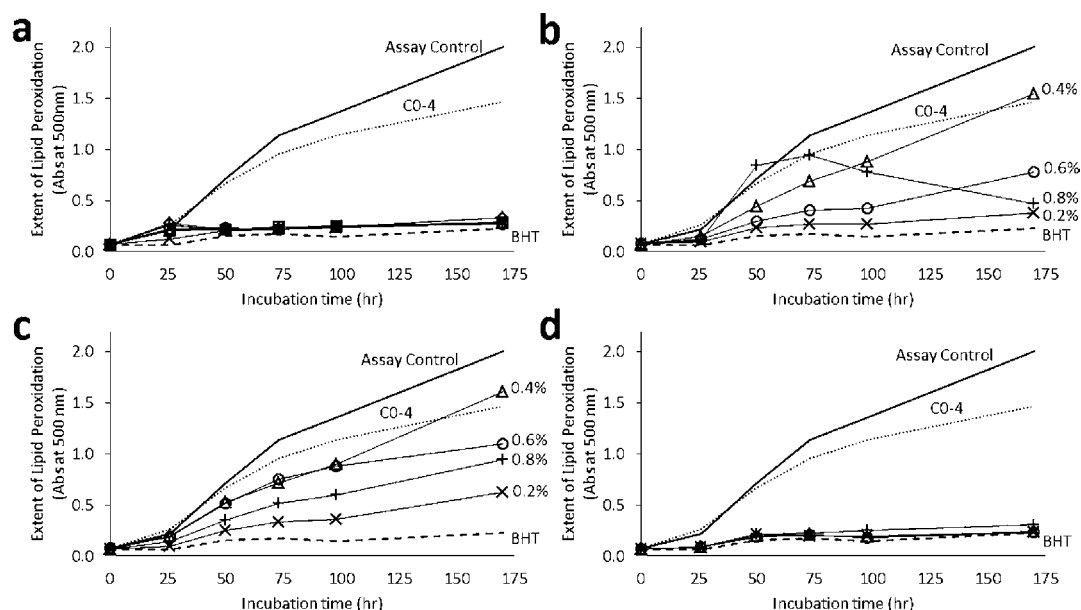 a
Extent of Lipid Peroxidation
(Abs at 500nm)
2.0
1.5
1.0
0.5
0.0
Assay Control
C0-4
BHT
0 25 50 75 100 125 150 175
Incubation time (hr)
b
Extent of Lipid Peroxidation
(Abs at 500 nm)
2.0
1.5
1.0
0.5
0.0
Assay Control
C0-4
0.4%
0.6%
0.8%
0.2%
BHT
0 25 50 75 100 125 150 175
Incubation time (hr)
c
Extent of Lipid Peroxidation
(Abs at 500 nm)
2.0
1.5
1.0
0.5
0.0
Assay Control
C0-4
0.4%
0.6%
0.8%
0.2%
BHT
0 25 50 75 100 125 150 175
Incubation time (hr)
d
Extent of Lipid Peroxidation
(Abs at 500 nm)
2.0
1.5
1.0
0.5
0.0
Assay Control
C0-4
BHT
0 25 50 75 100 125 150 175
Incubation time (hr)